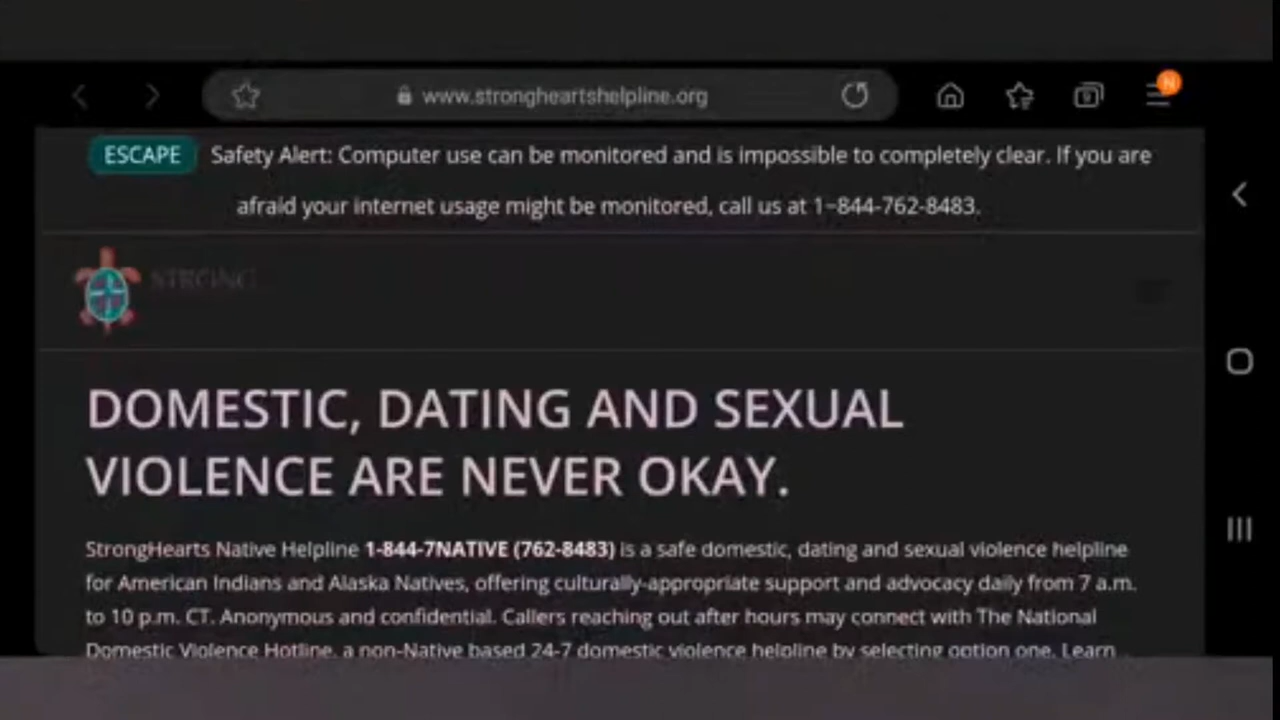 www.strongheartshelpline.org
N
ESCAPE Safety Alert: Computer use can be monitored and is impossible to completely clear. If you are
afraid your internet usage might be monitored, call us at 1-844-762-8483.
STRONG
DOMESTIC, DATING AND SEXUAL
VIOLENCE ARE NEVER OKAY.
StrongHearts Native Helpline 1-844-7NATIVE (762-8483) is a safe domestic, dating and sexual violence helpline
for American Indians and Alaska Natives, offering culturally-appropriate support and advocacy daily from 7 a.m.
to 10 p.m. CT. Anonymous and confidential. Callers reaching out after hours may connect with The National
Domestic Violence Hotline, a non-Native based 24-7 domestic violence helpline by selecting option one. Learn